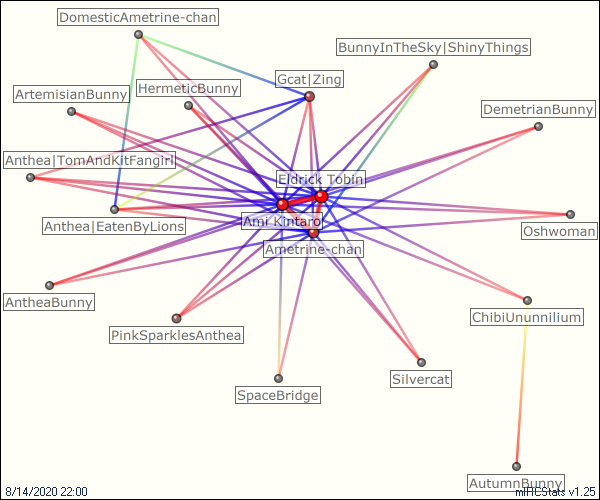 DomesticAmetrine-chan
BunnyInTheSky|ShinyThings
Gcat|Zing
HermeticBunny
ArtemisianBunny
DemetrianBunny
Anthea|TomAndKitFangirl
Eldrick Tobin
Ami Kintaro
Anthea|EatenByLions
Oshwoman
Ametrine-chan
AntheaBunny
ChibiUnunnilium
PinkSparklesAnthea
Silvercat
SpaceBridge
AutumnBunny
8/14/2020 22:00 mIRCStats v1.25